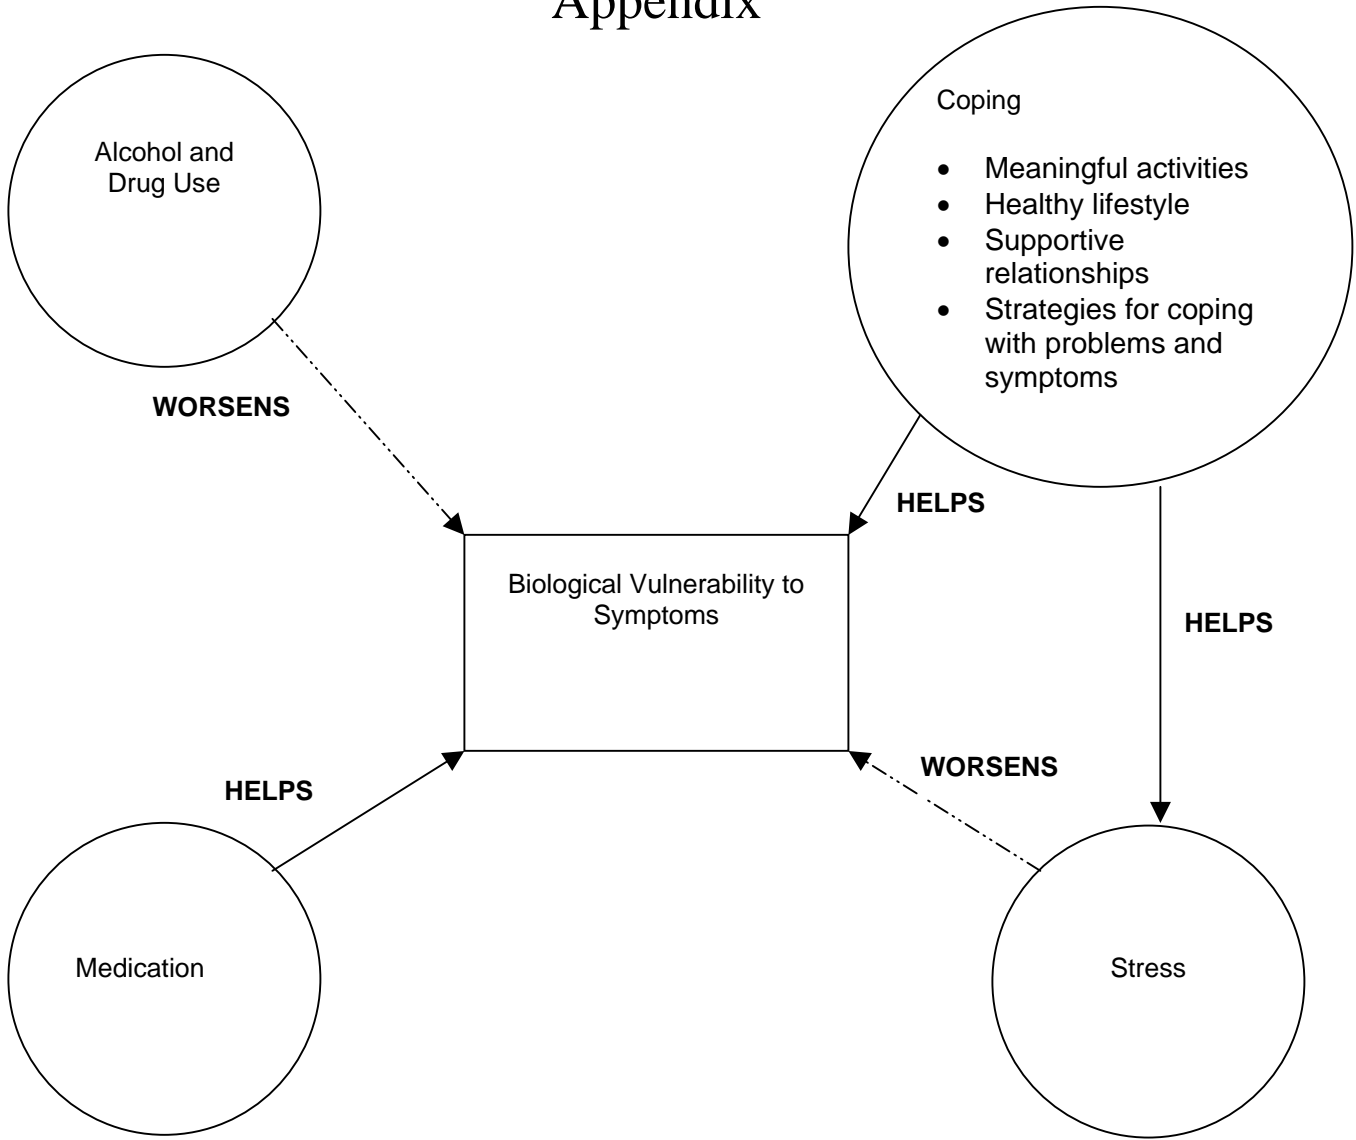 Appendix
Alcohol and
Drug Use
Coping
• Meaningful activities
• Healthy lifestyle
• Supportive
relationships
• Strategies for coping
with problems and
symptoms
WORSENS
HELPS
Biological Vulnerability to
Symptoms
HELPS
WORSENS
HELPS
Medication
Stress